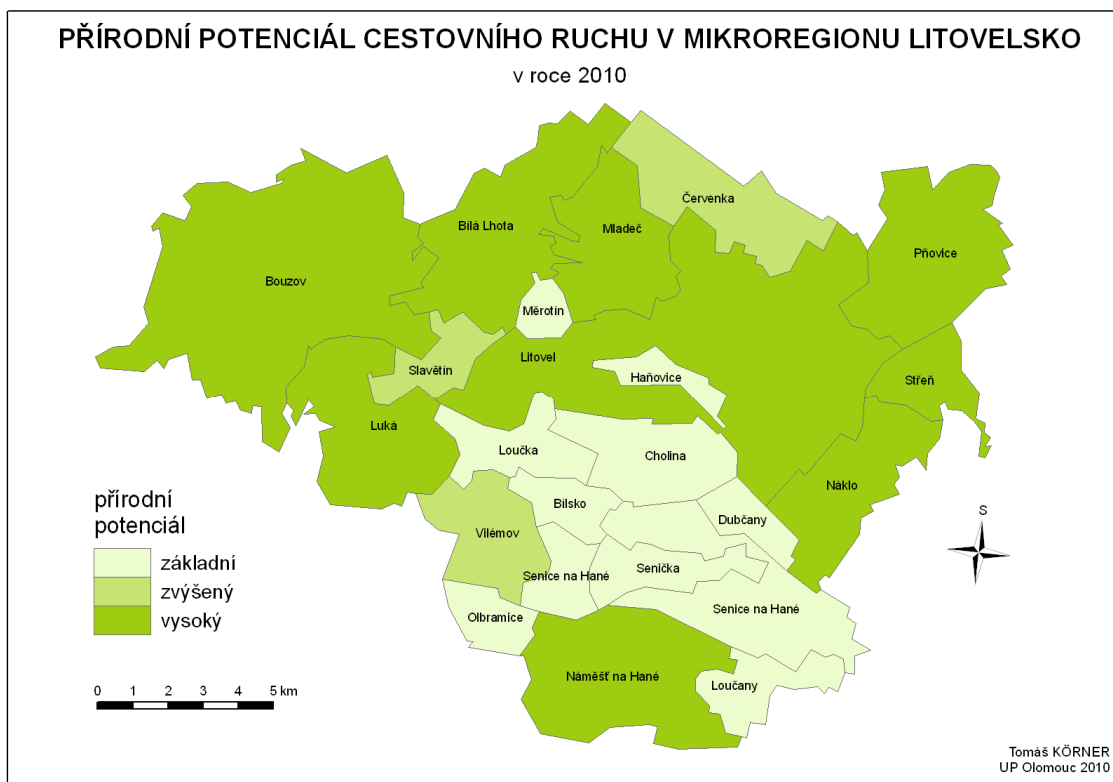 PŘÍRODNÍ POTENCIÁL CESTOVNÍHO RUCHU V MIKROREGIONU LITOVELSKO
v roce 2010
Červenka
Bílá Lhota
Mladeč
Pňovice
Bouzov
Měrotín
Litovel
Slavětín
Haňovice
Střeň
Luká
Loučka
Cholina
Náklo
Bílsko
Dubčany
Vilémov
Senice na Hané
Senička
Senice na Hané
Olbramice
Náměšť na Hané
Loučany
přírodní
potenciál
základní
zvýšený
vysoký
0 1 2 3 4 5 km
S
Tomáš KÖRNER
UP Olomouc 2010